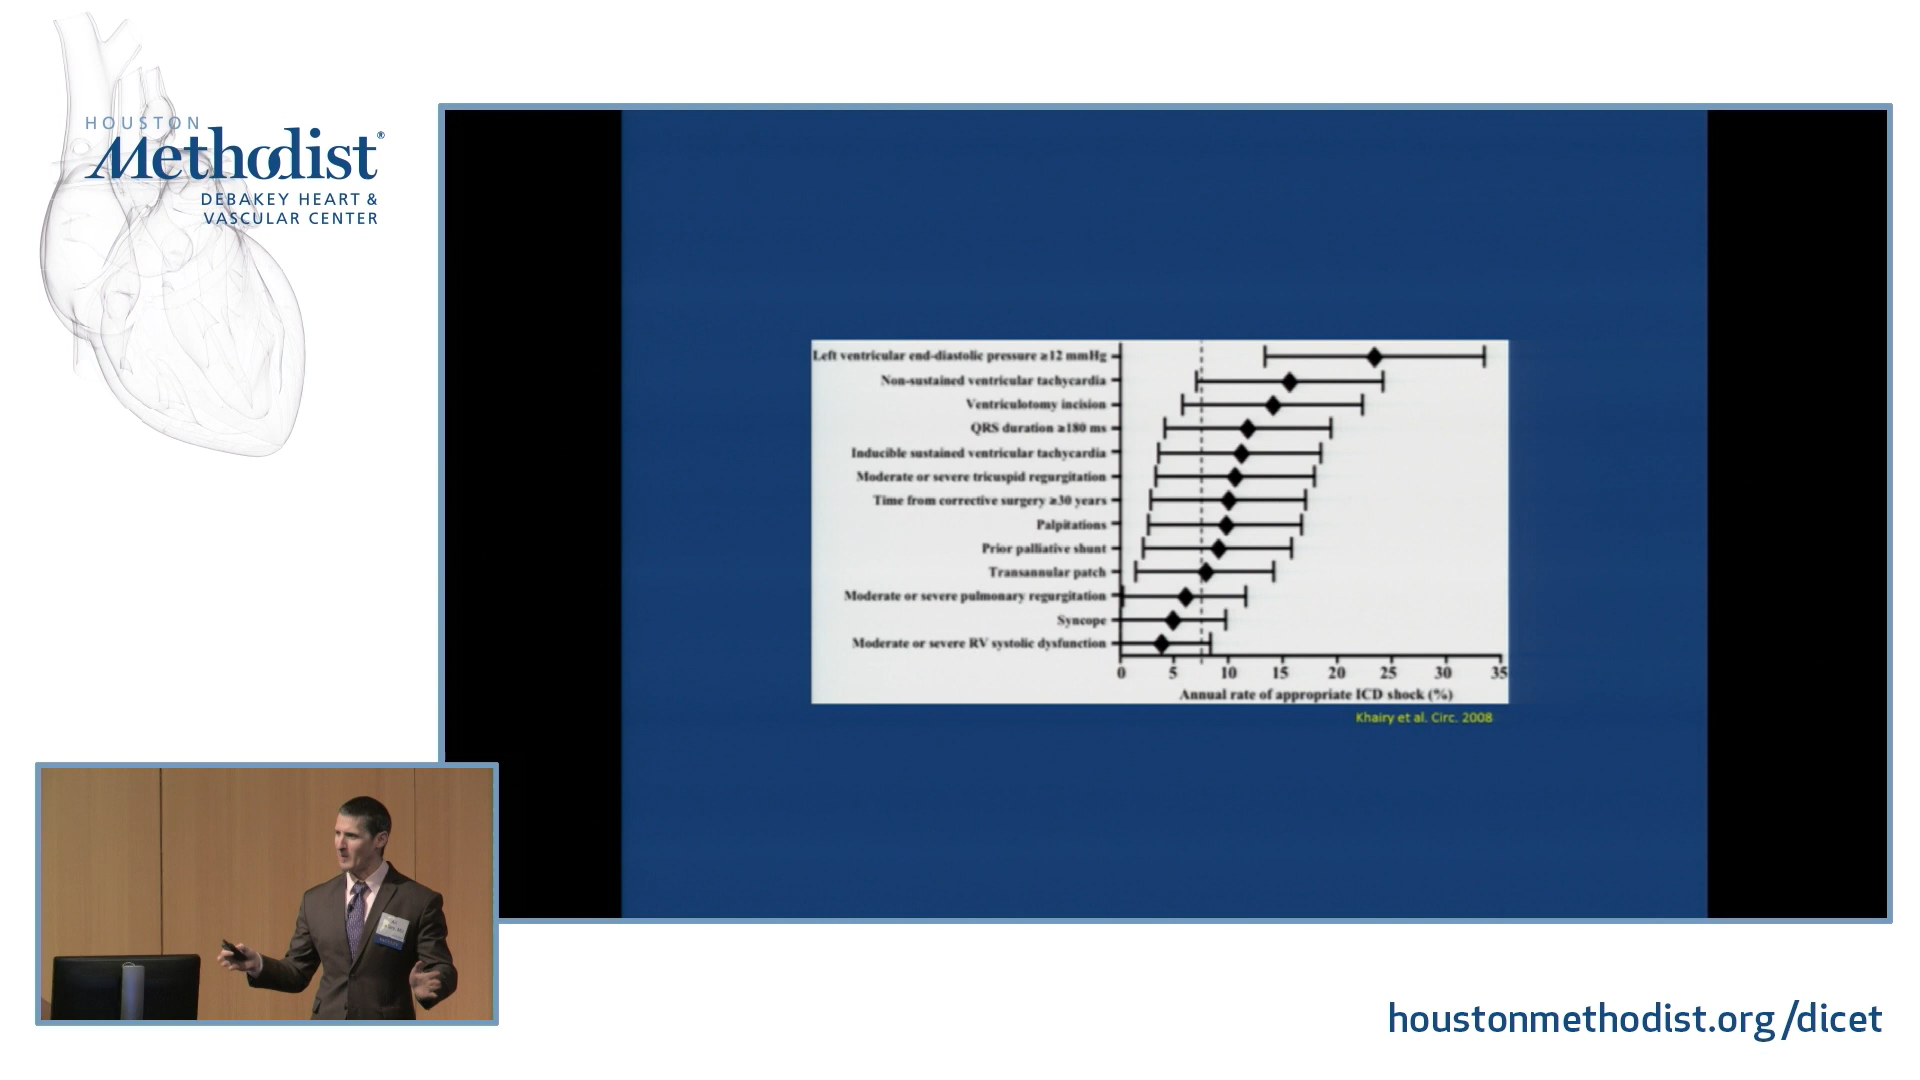 HOUSTON
Methodist®
DEBAKEY HEART &
VASCULAR CENTER
Left ventricular end-diastolic pressure ≥12 mmHg
Non-sustained ventricular tachycardia
Ventriculotomy incision
QRS duration ≥180 ms
Inducible sustained ventricular tachycardia
Moderate or severe tricuspid regurgitation
Time from corrective surgery ≥30 years
Palpitations
Prior palliative shunt
Transannular patch
Moderate or severe pulmonary regurgitation
Syncope
Moderate or severe RV systolic dysfunction
0 5 10 15 20 25 30 35
Annual rate of appropriate ICD shock (%)
Khairy et al. Circ. 2008
houstonmethodist.org/dicet